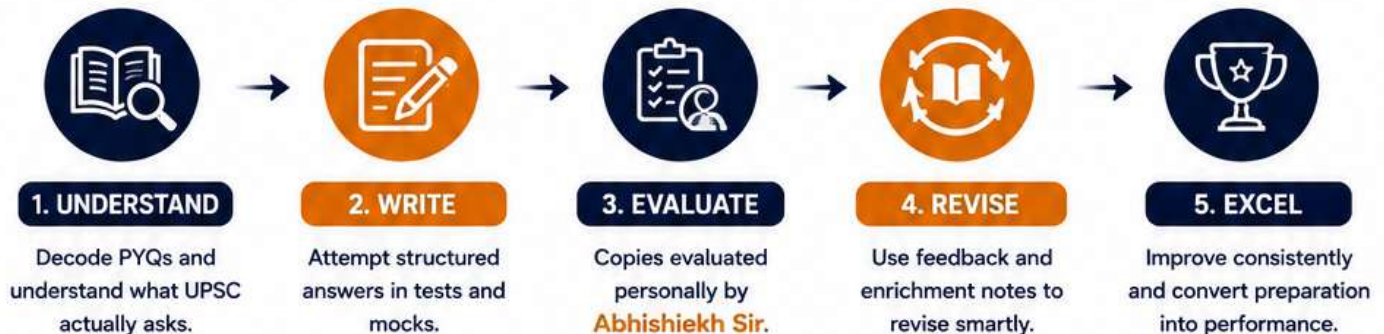 1. UNDERSTAND
Decode PYQs and
understand what UPSC
actually asks.
2. WRITE
Attempt structured
answers in tests and
mocks.
3. EVALUATE
Copies evaluated
personally by
Abhishiekh Sir.
4. REVISE
Use feedback and
enrichment notes to
revise smartly.
5. EXCEL
Improve consistently
and convert preparation
into performance.